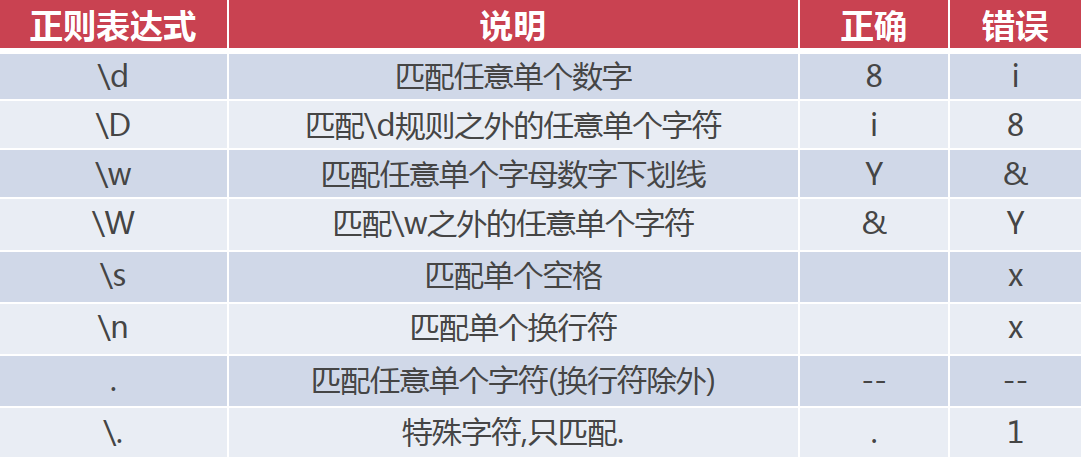 正则表达式 说明 正确 错误
\d 匹配任意单个数字 8 i
\D 匹配\d规则之外的任意单个字符 i 8
\w 匹配任意单个字母数字下划线 Y &
\W 匹配\w之外的任意单个字符 & Y
\s 匹配单个空格 x
\n 匹配单个换行符 x
. 匹配任意单个字符(换行符除外) -- --
\. 特殊字符,只匹配. . 1